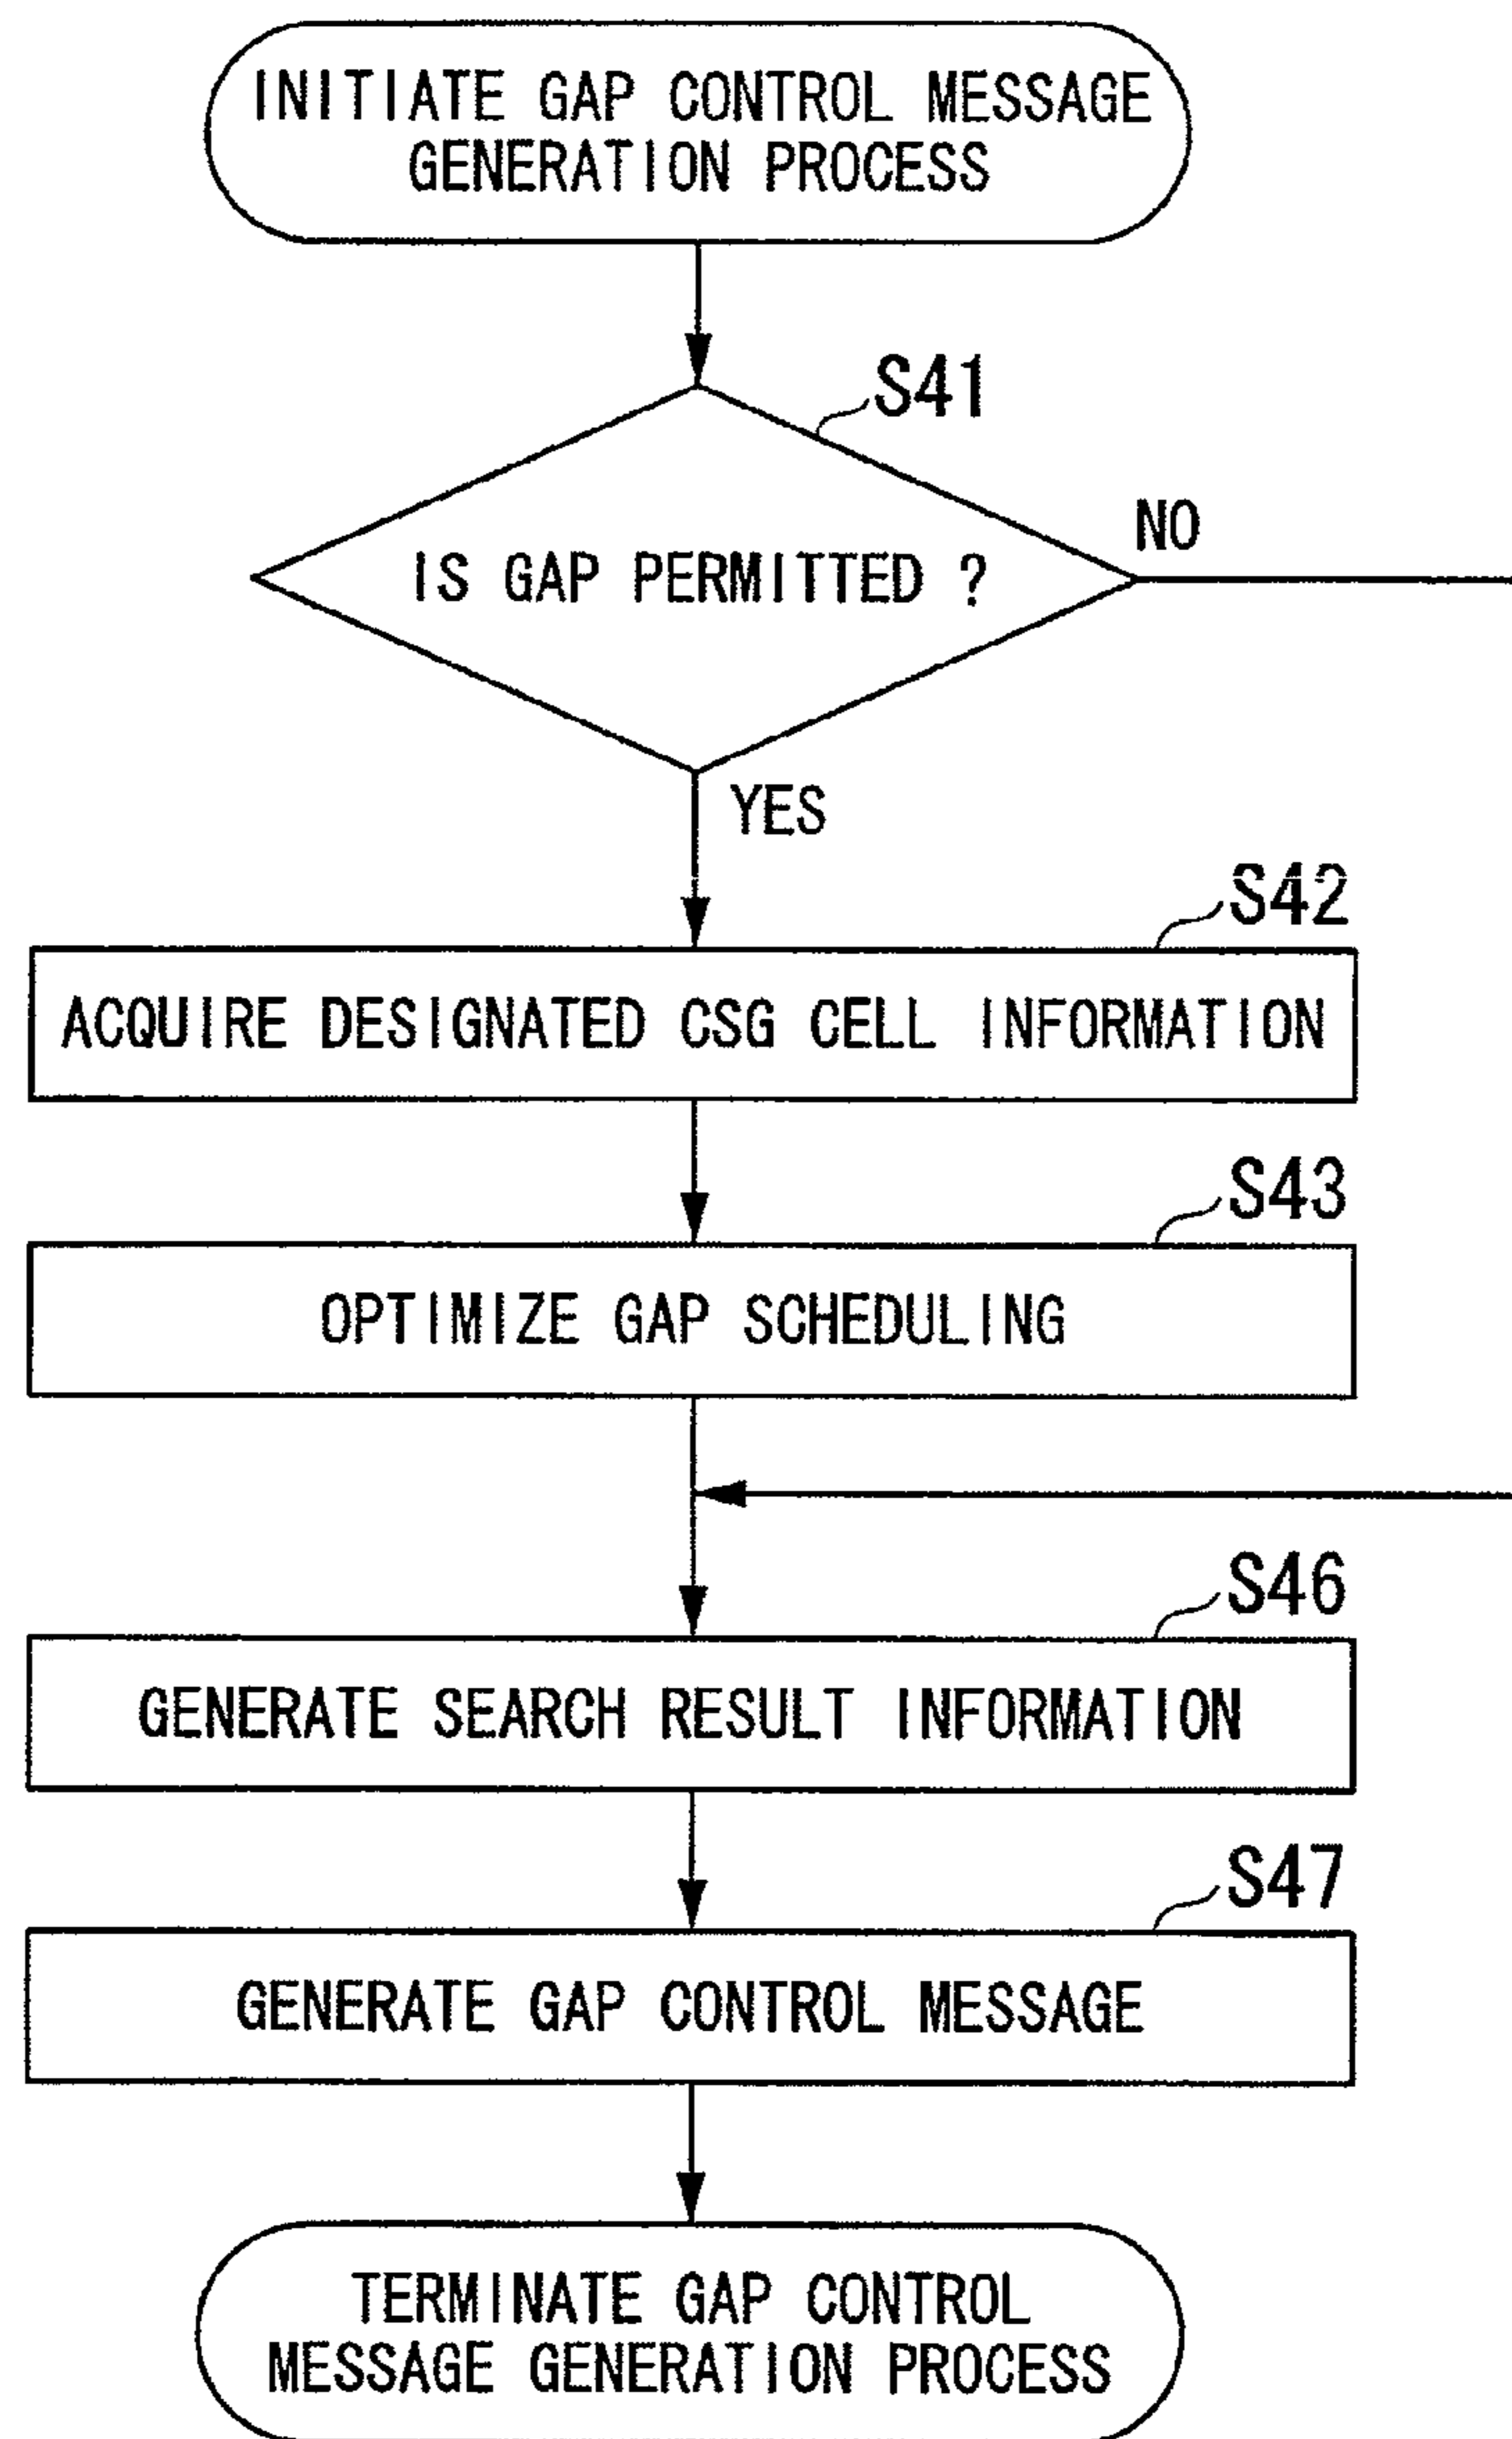 INITIATE GAP CONTROL MESSAGE
GENERATION PROCESS
S41
IS GAP PERMITTED ?
NO
YES
S42
ACQUIRE DESIGNATED CSG CELL INFORMATION
S43
OPTIMIZE GAP SCHEDULING
S46
GENERATE SEARCH RESULT INFORMATION
S47
GENERATE GAP CONTROL MESSAGE
TERMINATE GAP CONTROL
MESSAGE GENERATION PROCESS